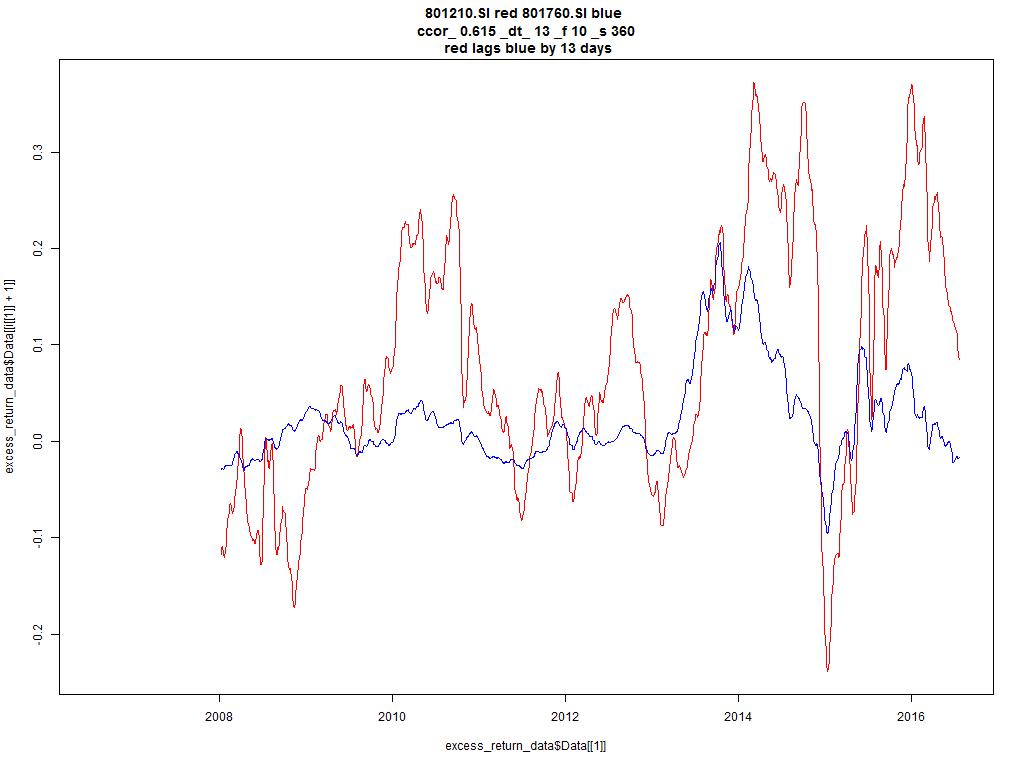 801210.SI red 801760.SI blue
ccor_ 0.615 _dt_ 13 _f 10 _s 360
red lags blue by 13 days
excess_return_data$Data[[i[1] + 1]]
0.3
0.2
0.1
0.0
-0.1
-0.2
2008 2010 2012 2014 2016
excess_return_data$Data[[1]]